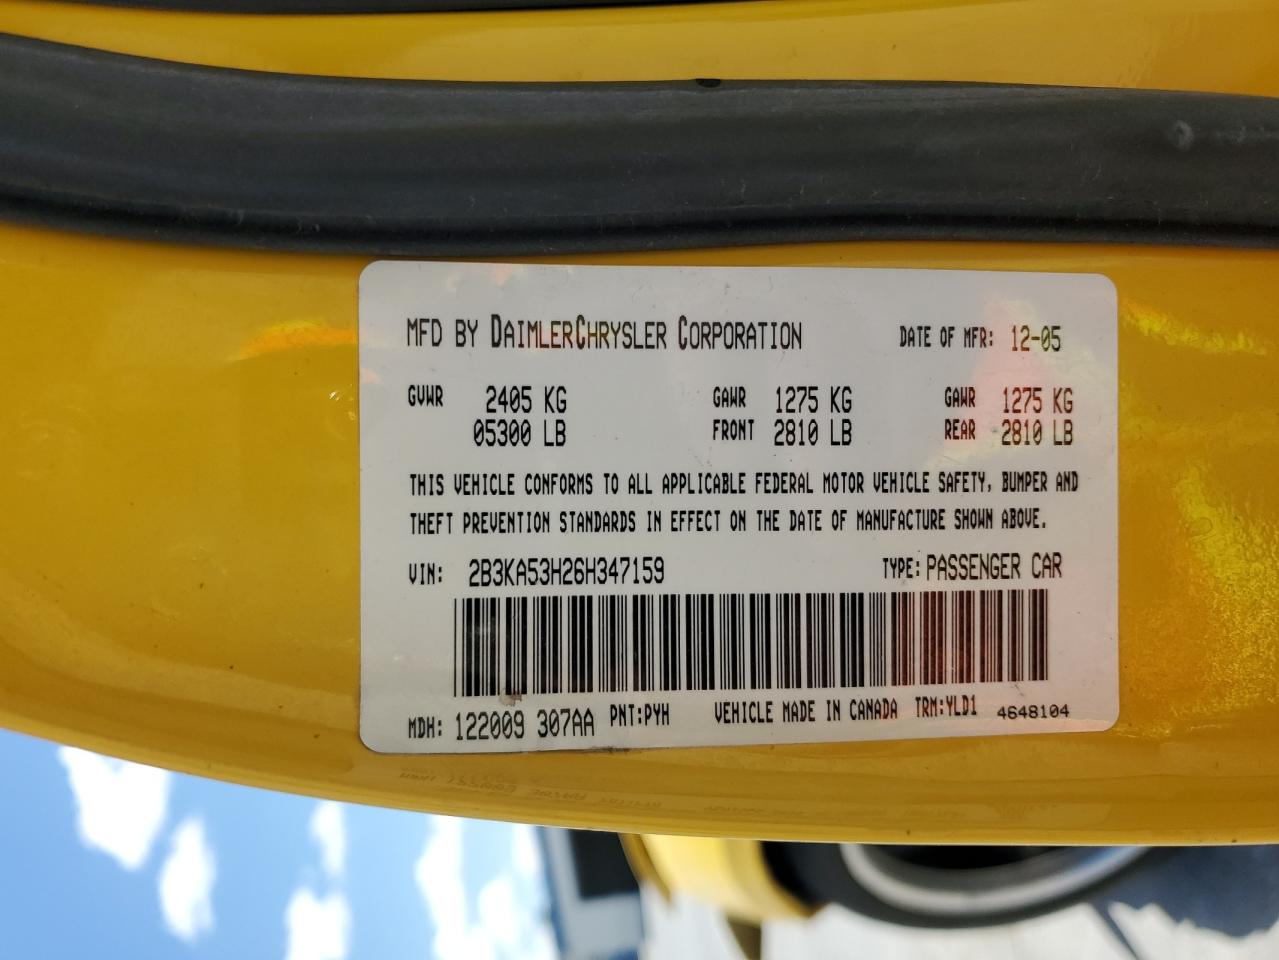 MFD BY DAIMLERCHRYSLER CORPORATION DATE OF MFR: 12-05
GVWR 2405 KG GAWR 1275 KG GAWR 1275 KG
05300 LB FRONT 2810 LB REAR 2810 LB
THIS VEHICLE CONFORMS TO ALL APPLICABLE FEDERAL MOTOR VEHICLE SAFETY, BUMPER AND
THEFT PREVENTION STANDARDS IN EFFECT ON THE DATE OF MANUFACTURE SHOWN ABOVE.
VIN: 2B3KA53H26H347159 TYPE: PASSENGER CAR
MDH: 122009 307AA PNT:PYH VEHICLE MADE IN CANADA TRM:YLD1 4648104